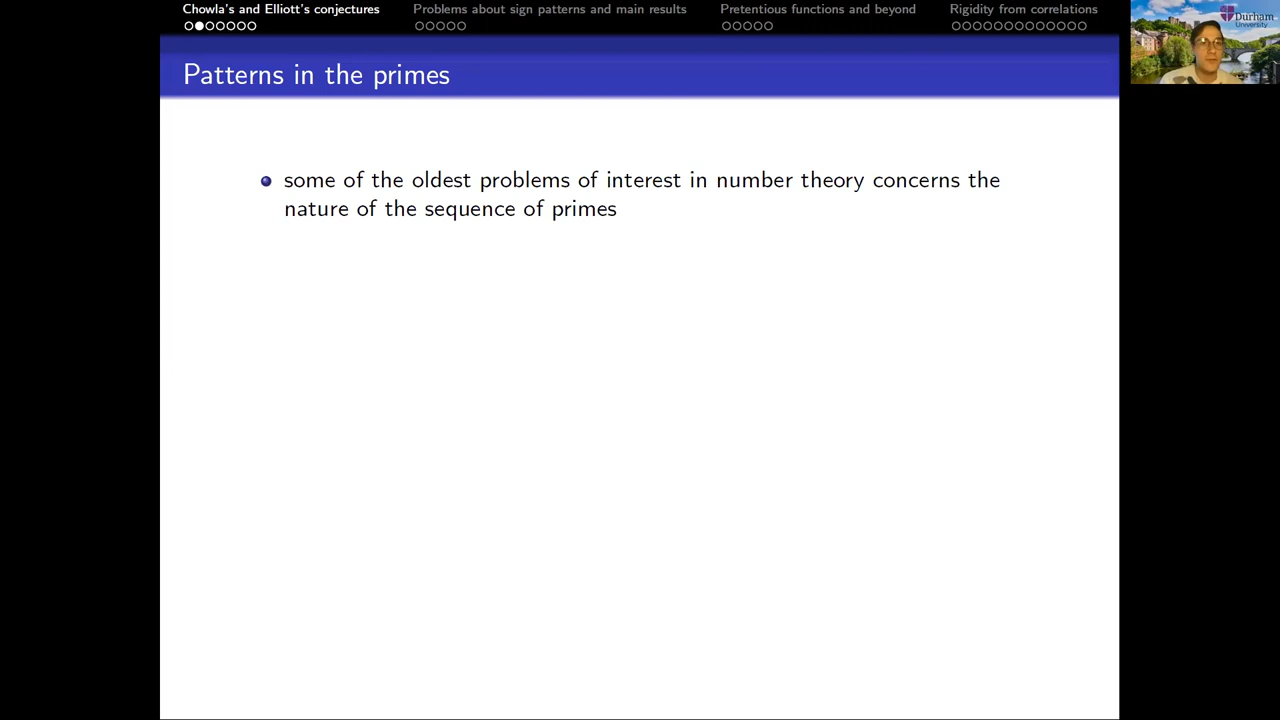 Chowla's and Elliott's conjectures
Problems about sign patterns and main results
Pretentious functions and beyond
Rigidity from correlations
Durham
University
Patterns in the primes
some of the oldest problems of interest in number theory concerns the
nature of the sequence of primes